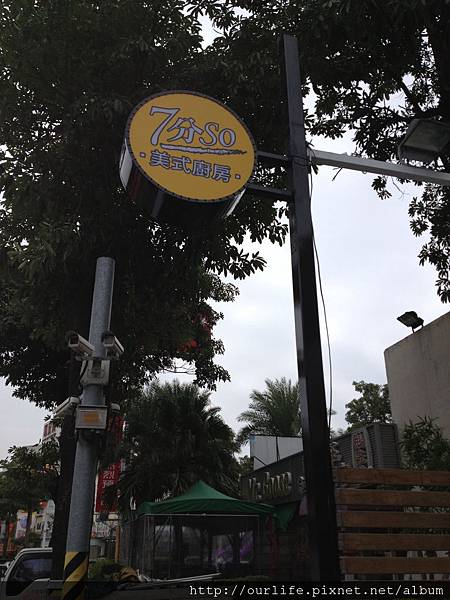 7分so
·美式廚房·
http://ourlife.pixnet.net/album